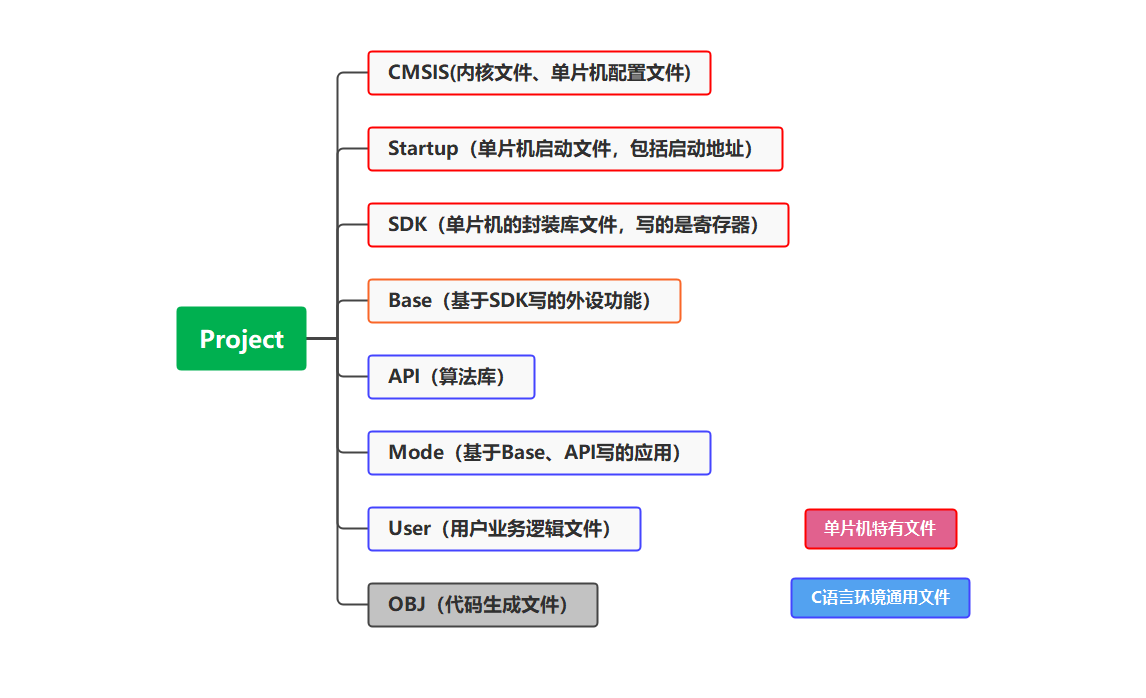 CMSIS(内核文件、单片机配置文件)
Startup（单片机启动文件，包括启动地址）
SDK（单片机的封装库文件，写的是寄存器）
Base（基于SDK写的外设功能）
Project
API（算法库）
Mode（基于Base、API写的应用）
User（用户业务逻辑文件）
单片机特有文件
C语言环境通用文件
OBJ（代码生成文件）